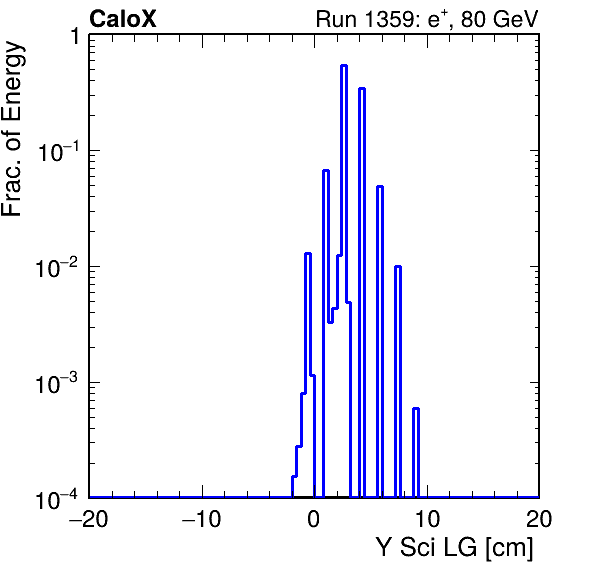 CaloX Run 1359: e⁺, 80 GeV
Frac. of Energy
1
10⁻¹
10⁻²
10⁻³
10⁻⁴
−20 −10 0 10 20
Y Sci LG [cm]